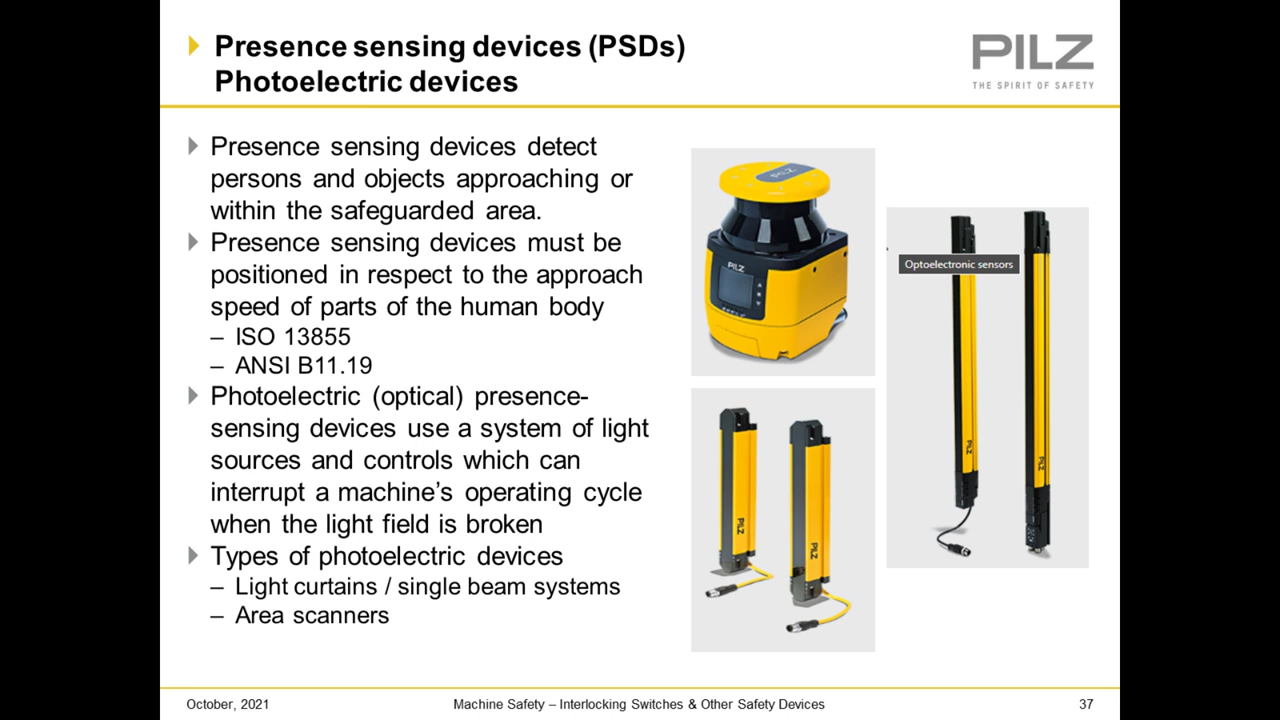 Presence sensing devices (PSDs)
Photoelectric devices
PILZ
THE SPIRIT OF SAFETY
Presence sensing devices detect
persons and objects approaching or
within the safeguarded area.
Presence sensing devices must be
positioned in respect to the approach
speed of parts of the human body
– ISO 13855
– ANSI B11.19
Photoelectric (optical) presence-
sensing devices use a system of light
sources and controls which can
interrupt a machine’s operating cycle
when the light field is broken
Types of photoelectric devices
– Light curtains / single beam systems
– Area scanners
PILZ
PILZ
Optoelectronic sensors
PILZ
PILZ
PILZ
PILZ
October, 2021
Machine Safety – Interlocking Switches & Other Safety Devices
37